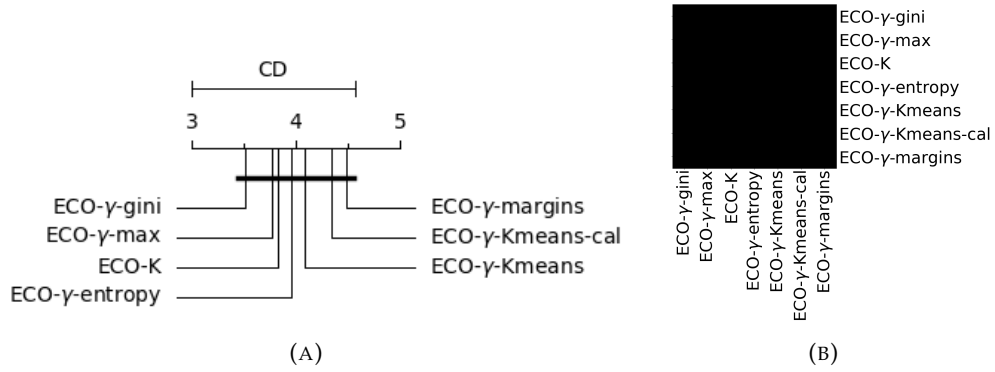 CD
3 4 5
ECO-γ-gini
ECO-γ-max
ECO-K
ECO-γ-entropy
ECO-γ-margins
ECO-γ-Kmeans-cal
ECO-γ-Kmeans
(A)
ECO-γ-gini
ECO-γ-max
ECO-K
ECO-γ-entropy
ECO-γ-Kmeans
ECO-γ-Kmeans-cal
ECO-γ-margins
ECO-γ-gini
ECO-γ-max
ECO-K
ECO-γ-entropy
ECO-γ-Kmeans
ECO-γ-Kmeans-cal
ECO-γ-margins
(B)